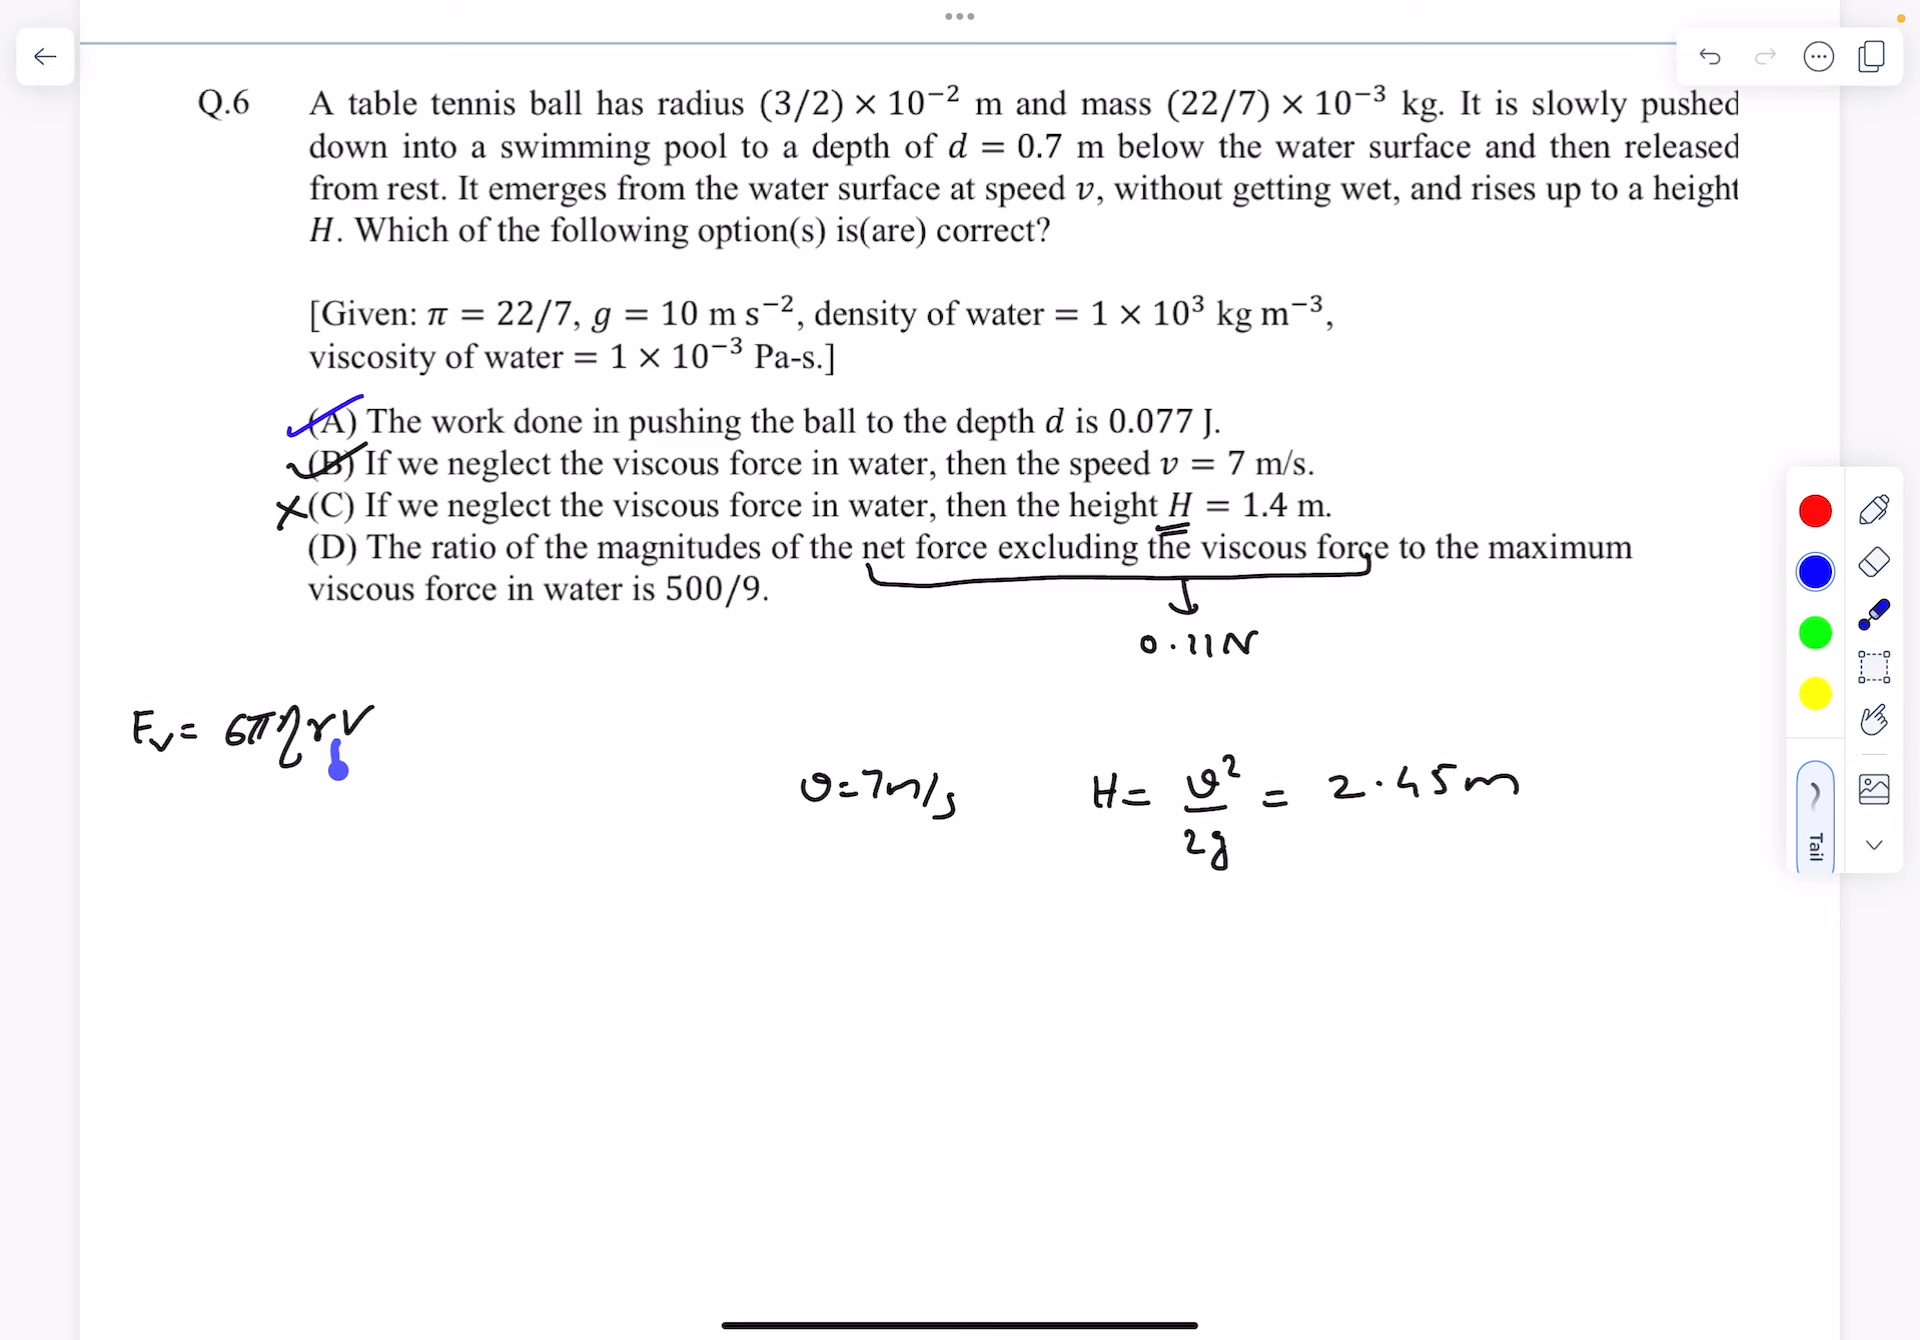 Q.6 A table tennis ball has radius (3/2) × 10⁻² m and mass (22/7) × 10⁻³ kg. It is slowly pushed
down into a swimming pool to a depth of d = 0.7 m below the water surface and then released
from rest. It emerges from the water surface at speed v, without getting wet, and rises up to a height
H. Which of the following option(s) is(are) correct?
[Given: π = 22/7, g = 10 m s⁻², density of water = 1 × 10³ kg m⁻³,
viscosity of water = 1 × 10⁻³ Pa-s.]
(A) The work done in pushing the ball to the depth d is 0.077 J.
(B) If we neglect the viscous force in water, then the speed v = 7 m/s.
(C) If we neglect the viscous force in water, then the height H = 1.4 m.
(D) The ratio of the magnitudes of the net force excluding the viscous force to the maximum
viscous force in water is 500/9.
0.11N
Fv = 6πηrV
v=7m/s H = v²/2g = 2.45m
Tail